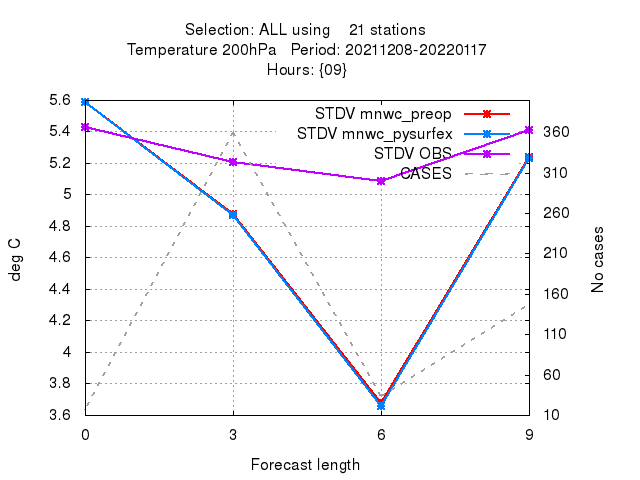 Selection: ALL using    21 stations
Temperature 200hPa   Period: 20211208-20220117
Hours: {09}
STDV mnwc_preop
STDV mnwc_pysurfex
STDV OBS
CASES
5.6
5.4
5.2
5
4.8
4.6
4.4
4.2
4
3.8
3.6
deg C
360
310
260
210
160
110
60
10
No cases
0 3 6 9
Forecast length